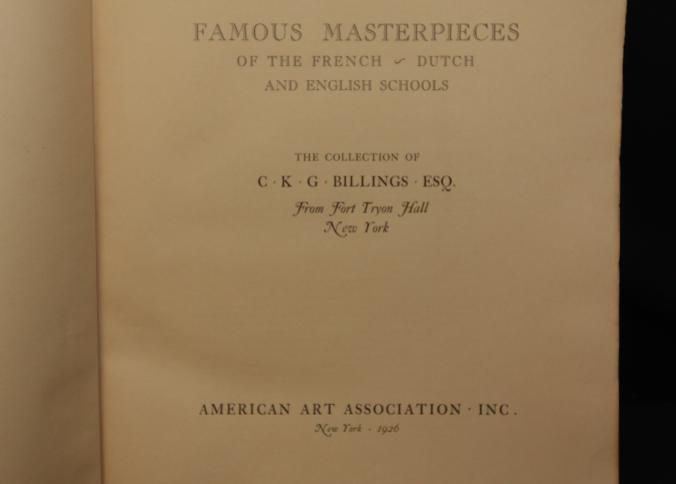 FAMOUS MASTERPIECES
OF THE FRENCH ~ DUTCH
AND ENGLISH SCHOOLS
THE COLLECTION OF
C · K · G · BILLINGS · ESQ.
From Fort Tryon Hall
New York
AMERICAN ART ASSOCIATION · INC.
New York · 1926